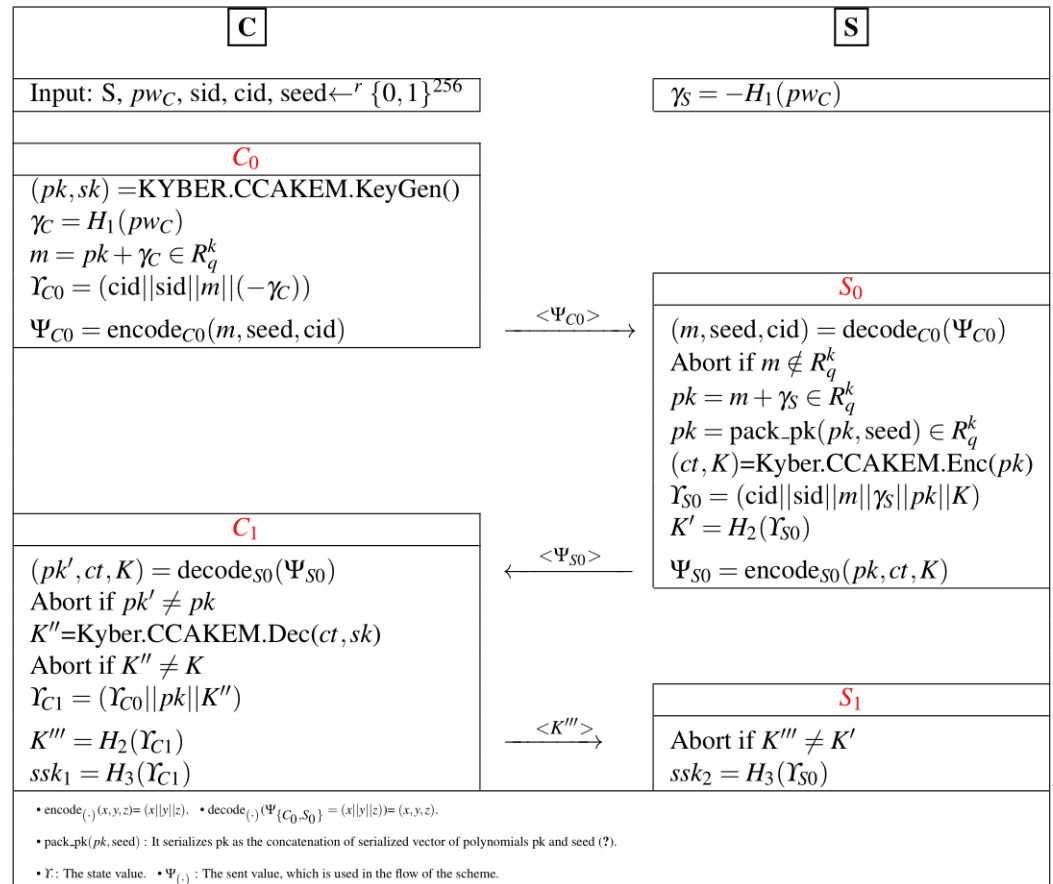 C
S
Input: S, pw_C, sid, cid, seed←^r {0,1}^256
γ_S = −H_1(pw_C)
C_0
(pk, sk) =KYBER.CCAKEM.KeyGen()
γ_C = H_1(pw_C)
m = pk + γ_C ∈ R_q^k
ϒ_C0 = (cid||sid||m||(−γ_C))
Ψ_C0 = encode_C0(m, seed, cid)
<Ψ_C0>
S_0
(m, seed, cid) = decode_C0(Ψ_C0)
Abort if m ∉ R_q^k
pk = m + γ_S ∈ R_q^k
pk = pack_pk(pk, seed) ∈ R_q^k
(ct, K)=Kyber.CCAKEM.Enc(pk)
ϒ_S0 = (cid||sid||m||γ_S||pk||K)
K′ = H_2(ϒ_S0)
Ψ_S0 = encode_S0(pk, ct, K)
<Ψ_S0>
C_1
(pk′, ct, K) = decode_S0(Ψ_S0)
Abort if pk′ ≠ pk
K″=Kyber.CCAKEM.Dec(ct, sk)
Abort if K″ ≠ K
ϒ_C1 = (ϒ_C0||pk||K″)
K‴ = H_2(ϒ_C1)
ssk_1 = H_3(ϒ_C1)
<K‴>
S_1
Abort if K‴ ≠ K′
ssk_2 = H_3(ϒ_S0)
• encode_(·)(x, y, z)= (x||y||z). • decode_(·)(Ψ_{C_0,S_0} = (x||y||z))= (x, y, z).
• pack_pk(pk, seed) : It serializes pk as the concatenation of serialized vector of polynomials pk and seed (?).
• ϒ: The state value. • Ψ_(·) : The sent value, which is used in the flow of the scheme.